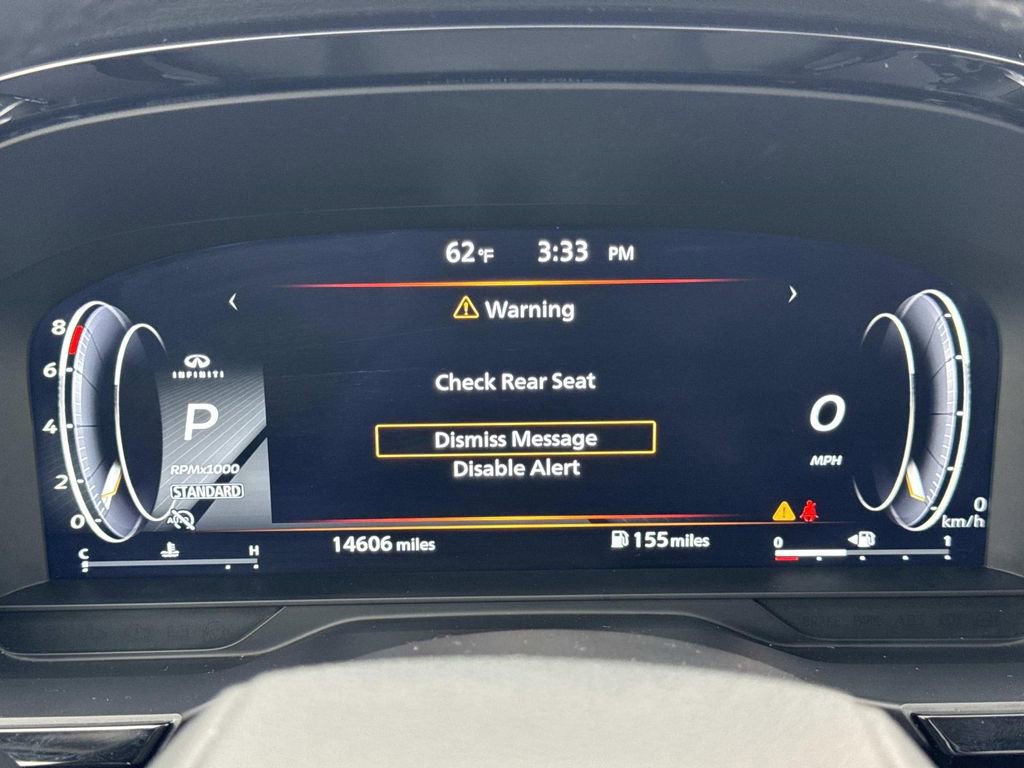 62°F 3:33 PM
Warning
INFINITI
Check Rear Seat
P
0
Dismiss Message
Disable Alert
MPH
RPMx1000
STANDARD
AUTO
8
6
4
2
0
0
km/h
C H
14606 miles
155 miles
0 1